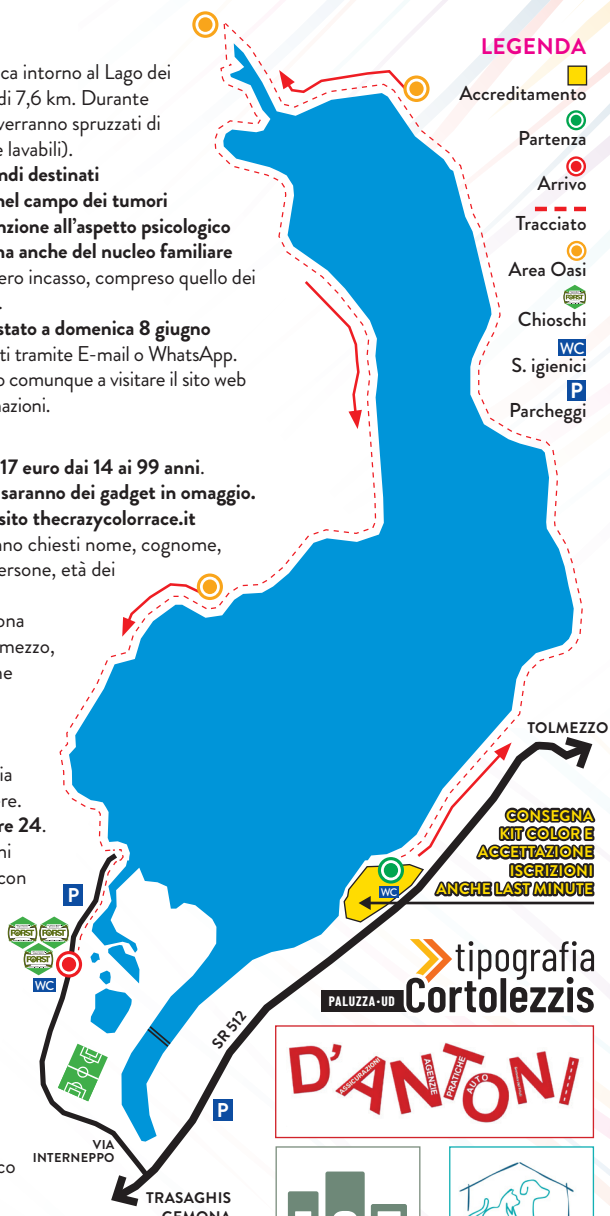 ca intorno al Lago dei
di 7,6 km. Durante
verranno spruzzati di
e lavabili).
ndi destinati
nel campo dei tumori
nzione all'aspetto psicologico
na anche del nucleo familiare
ero incasso, compreso quello dei
.
stato a domenica 8 giugno
ti tramite E-mail o WhatsApp.
o comunque a visitare il sito web
nazioni.
17 euro dai 14 ai 99 anni.
saranno dei gadget in omaggio.
sito thecrazycolorrace.it
nno chiesti nome, cognome,
ersone, età dei
ona
mezzo,
ne
ia
ere.
re 24.
ni
con
co
LEGENDA
Accreditamento
Partenza
Arrivo
Tracciato
Area Oasi
FORST
Chioschi
WC
S. igienici
P
Parcheggi
TOLMEZZO
CONSEGNA
KIT COLOR E
ACCETTAZIONE
ISCRIZIONI
ANCHE LAST MINUTE
WC
P
FORST FORST
FORST
WC
SR 512
P
VIA
INTERNEPPO
TRASAGHIS
GEMONA
tipografia
PALUZZA-UD Cortolezzis
D'ANTONI
ASSICURAZIONI
AGENZIE
PRATICHE
AUTO